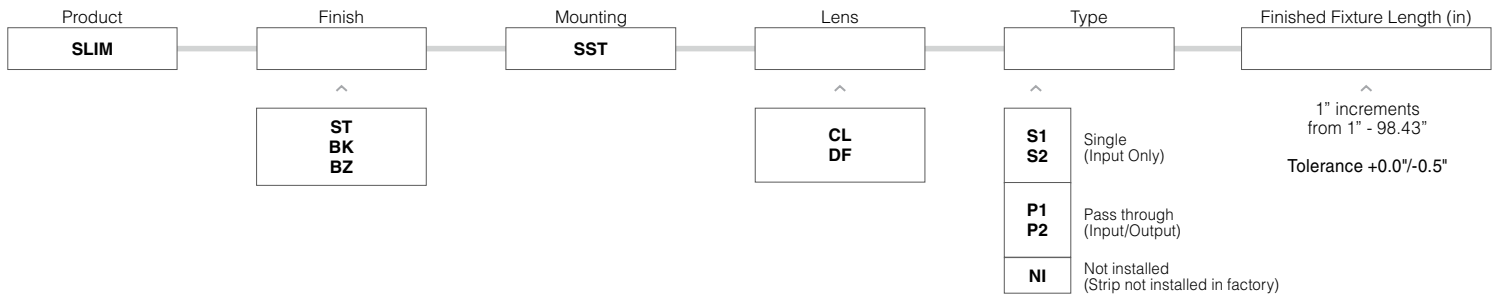 Product
Finish
Mounting
Lens
Type
Finished Fixture Length (in)
SLIM
SST
ST
BK
BZ
CL
DF
S1
S2
Single
(Input Only)
P1
P2
Pass through
(Input/Output)
NI
Not installed
(Strip not installed in factory)
1” increments
from 1” - 98.43”
Tolerance +0.0"/-0.5"